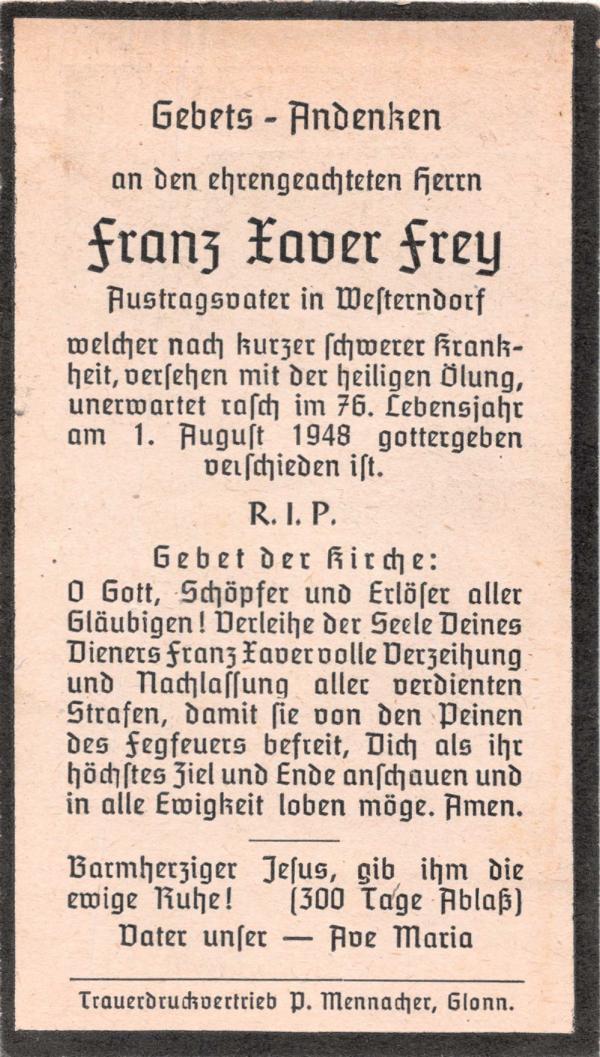 Gebets - Andenken
an den ehrengeachteten Herrn
Franz Xaver Frey
Austragsvater in Westerndorf
welcher nach kurzer schwerer Krank-
heit, versehen mit der heiligen Ölung,
unerwartet rasch im 76. Lebensjahr
am 1. August 1948 gottergeben
verschieden ist.
R. I. P.
Gebet der Kirche:
O Gott, Schöpfer und Erlöser aller
Gläubigen! Verleihe der Seele Deines
Dieners Franz Xaver volle Verzeihung
und Nachlassung aller verdienten
Strafen, damit sie von den Peinen
des Fegfeuers befreit, Dich als ihr
höchstes Ziel und Ende anschauen und
in alle Ewigkeit loben möge. Amen.
Barmherziger Jesus, gib ihm die
ewige Ruhe! (300 Tage Ablaß)
Vater unser — Ave Maria
Trauerdruckvertrieb P. Mennacher, Glonn.